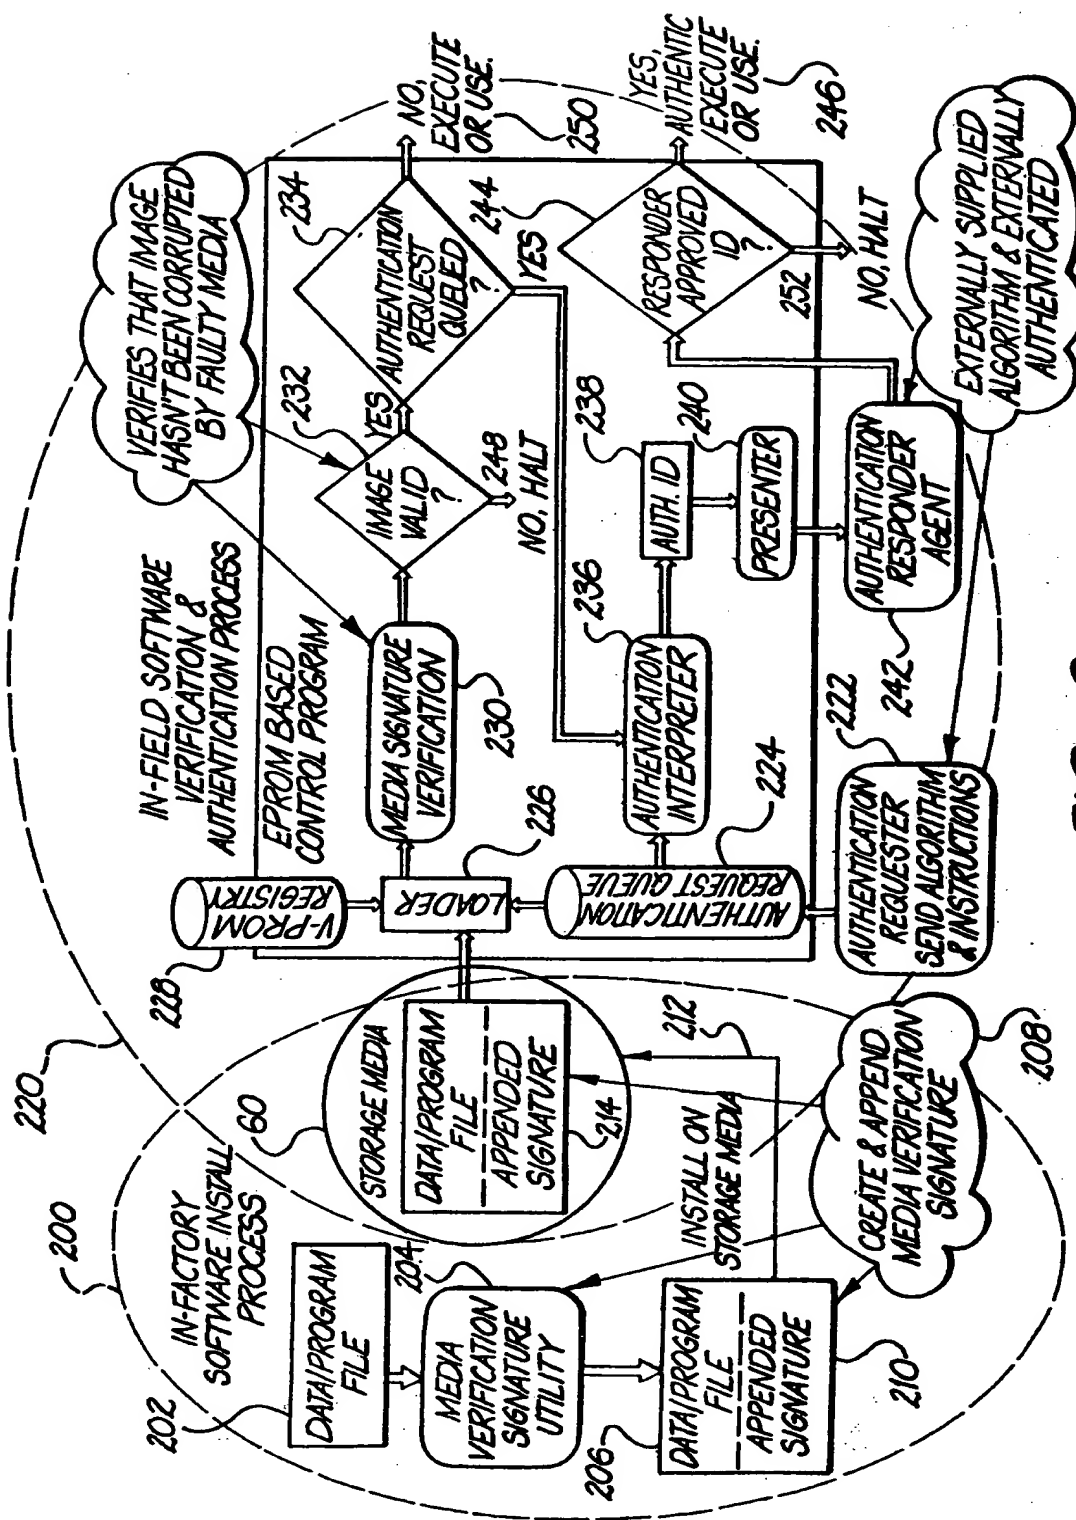 200
IN-FACTORY
SOFTWARE INSTALL
PROCESS
202
DATA/PROGRAM
FILE
204
MEDIA
VERIFICATION
SIGNATURE
UTILITY
206
DATA/PROGRAM
FILE
APPENDED
SIGNATURE
210
INSTALL ON
STORAGE MEDIA
212
CREATE & APPEND
MEDIA VERIFICATION
SIGNATURE
208
60
STORAGE MEDIA
DATA/PROGRAM
FILE
APPENDED
SIGNATURE
214
220
IN-FIELD SOFTWARE
VERIFICATION &
AUTHENTICATION PROCESS
228
V-PROM
REGISTRY
EPROM BASED
CONTROL PROGRAM
LOADER
226
MEDIA SIGNATURE
VERIFICATION
230
VERIFIES THAT IMAGE
HASN'T BEEN CORRUPTED
BY FAULTY MEDIA
232
IMAGE
VALID
?
YES
248
NO, HALT
234
AUTHENTICATION
REQUEST
QUEUED
?
YES
NO,
EXECUTE
OR USE.
250
AUTHENTICATION
REQUEST QUEUE
224
AUTHENTICATION
INTERPRETER
236
AUTH. ID
238
PRESENTER
240
244
RESPONDER
APPROVED
ID
?
YES,
AUTHENTIC
EXECUTE
OR USE.
246
252
NO, HALT
AUTHENTICATION
REQUESTER
SEND ALGORITHM
& INSTRUCTIONS
222
AUTHENTICATION
RESPONDER
AGENT
242
EXTERNALLY SUPPLIED
ALGORITHM & EXTERNALLY
AUTHENTICATED